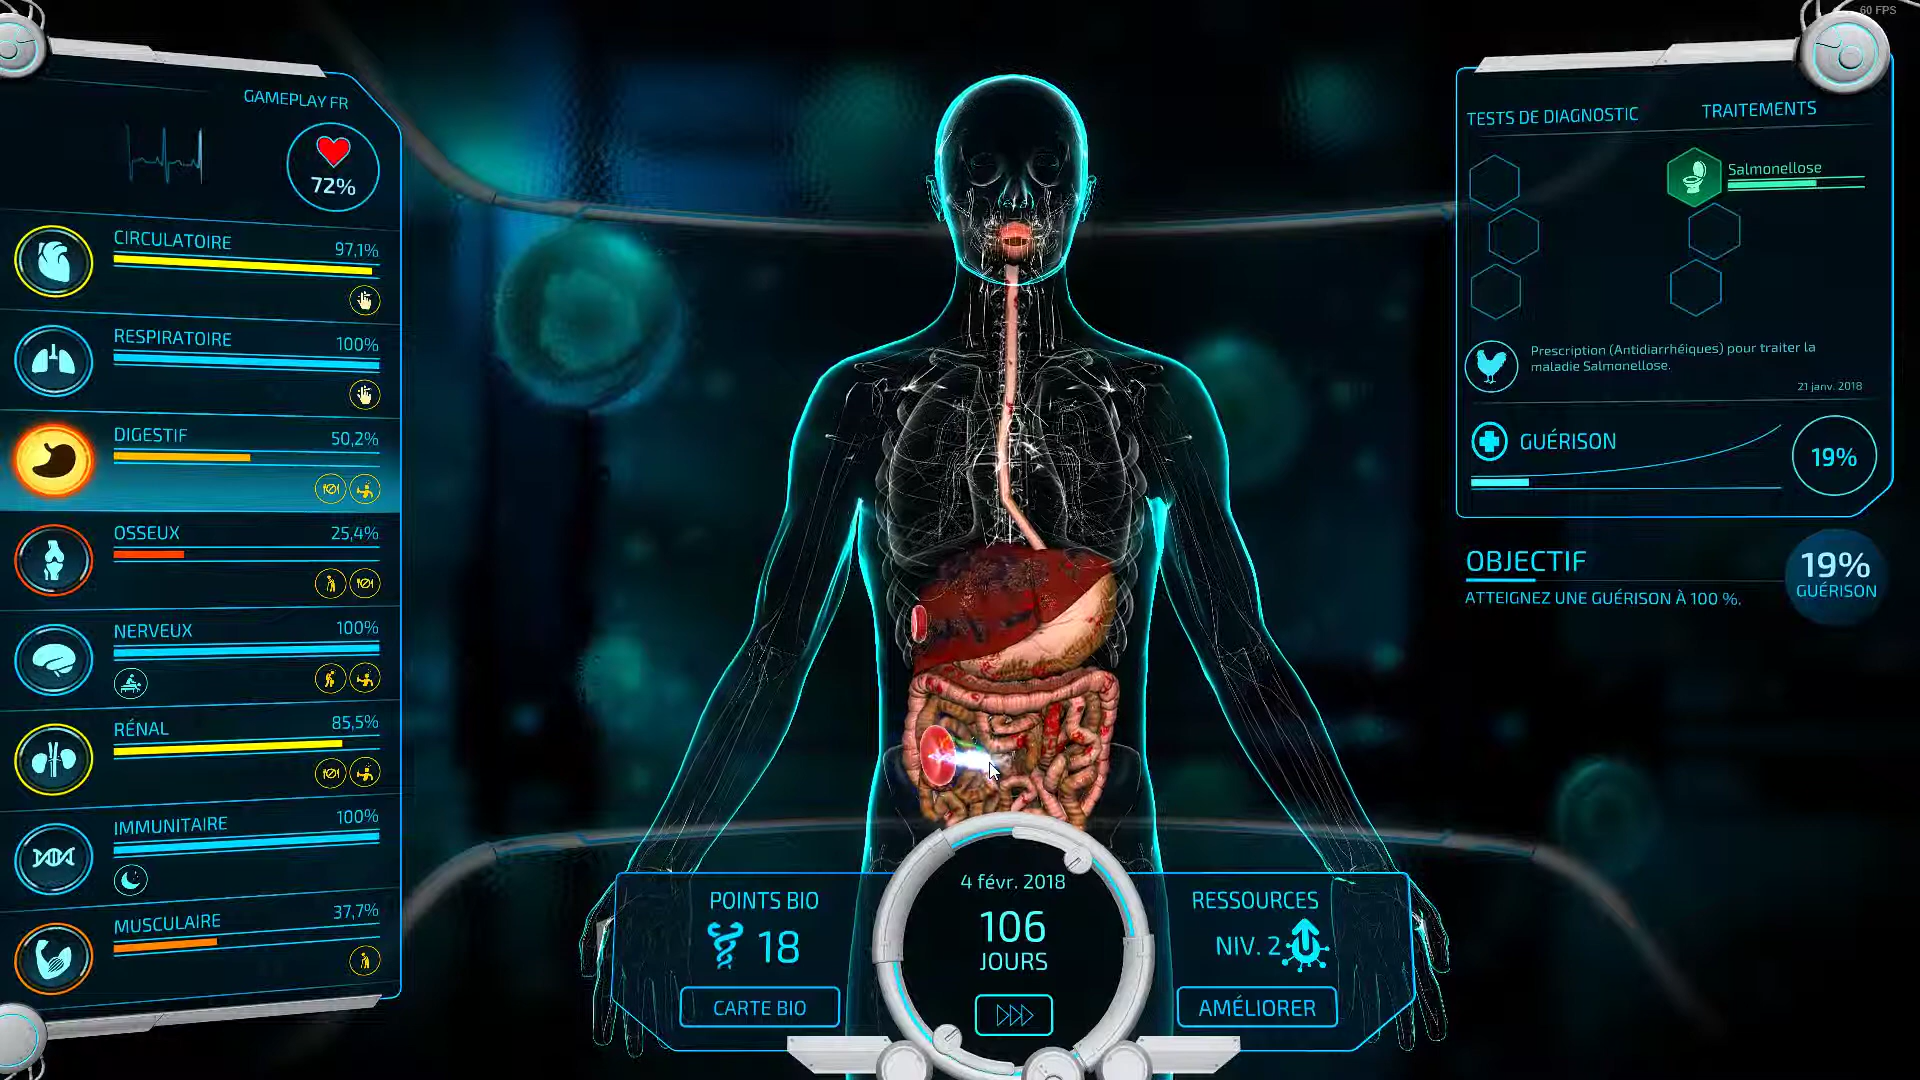 60 FPS
GAMEPLAY FR
72%
CIRCULATOIRE
97,1%
RESPIRATOIRE
100%
DIGESTIF
50,2%
OSSEUX
25,4%
NERVEUX
100%
RÉNAL
85,5%
IMMUNITAIRE
100%
MUSCULAIRE
37,7%
TESTS DE DIAGNOSTIC
TRAITEMENTS
Salmonellose
Prescription (Antidiarrhéiques) pour traiter la
maladie Salmonellose.
21 janv. 2018
GUÉRISON
19%
OBJECTIF
ATTEIGNEZ UNE GUÉRISON À 100 %.
19%
GUÉRISON
POINTS BIO
18
CARTE BIO
4 févr. 2018
106
JOURS
RESSOURCES
NIV. 2
AMÉLIORER